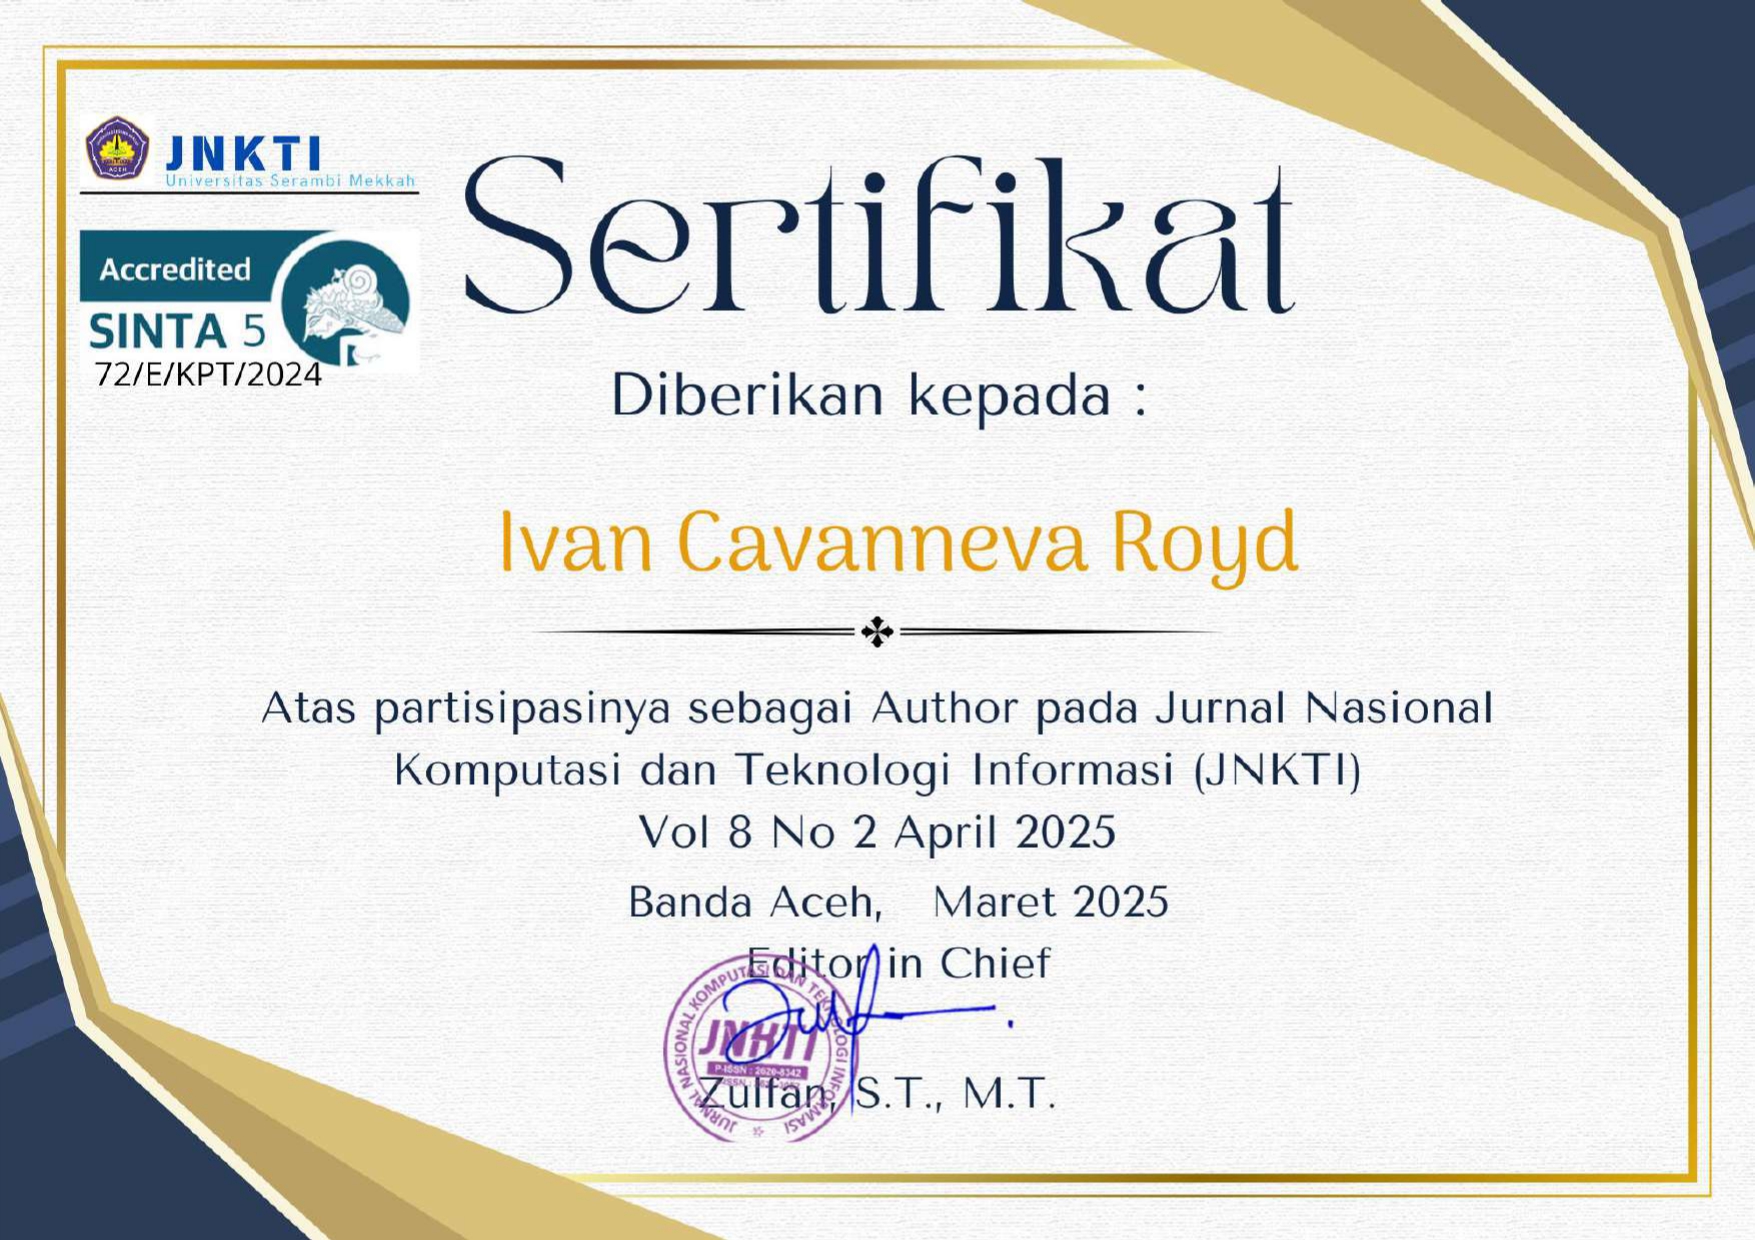 JNKTI
Universitas Serambi Mekkah
Accredited
SINTA 5
72/E/KPT/2024
Sertifikat
Diberikan kepada :
Ivan Cavanneva Royd
Atas partisipasinya sebagai Author pada Jurnal Nasional
Komputasi dan Teknologi Informasi (JNKTI)
Vol 8 No 2 April 2025
Banda Aceh, Maret 2025
Editor in Chief
JURNAL NASIONAL KOMPUTASI DAN TEKNOLOGI INFORMASI
JNKTI
P-ISSN : 2620-8342
Zulfan, S.T., M.T.